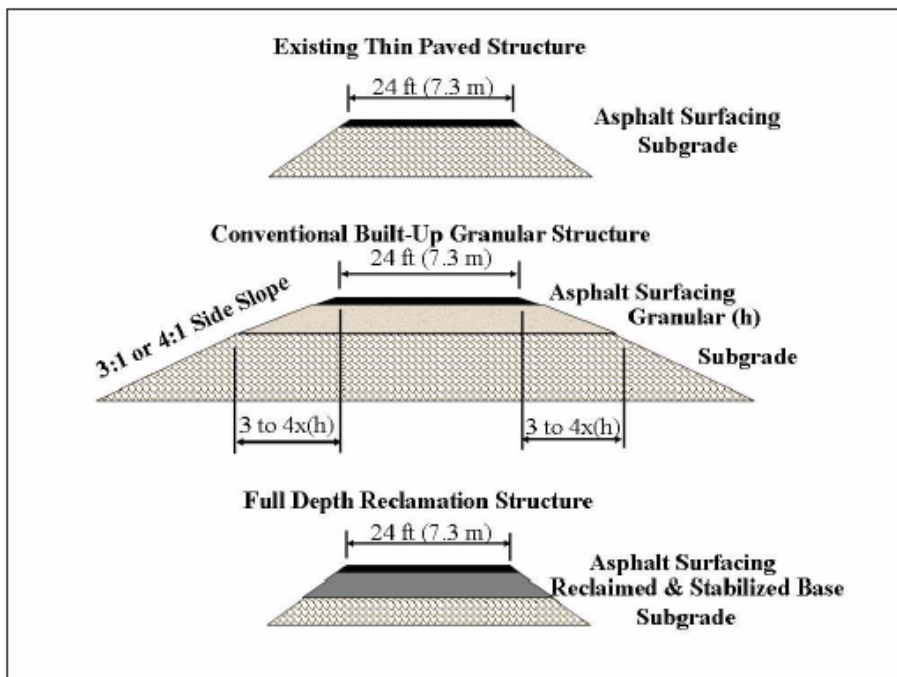 Existing Thin Paved Structure
24 ft (7.3 m)
Asphalt Surfacing
Subgrade
Conventional Built-Up Granular Structure
24 ft (7.3 m)
3:1 or 4:1 Side Slope
Asphalt Surfacing
Granular (h)
Subgrade
3 to 4x(h)
3 to 4x(h)
Full Depth Reclamation Structure
24 ft (7.3 m)
Asphalt Surfacing
Reclaimed & Stabilized Base
Subgrade